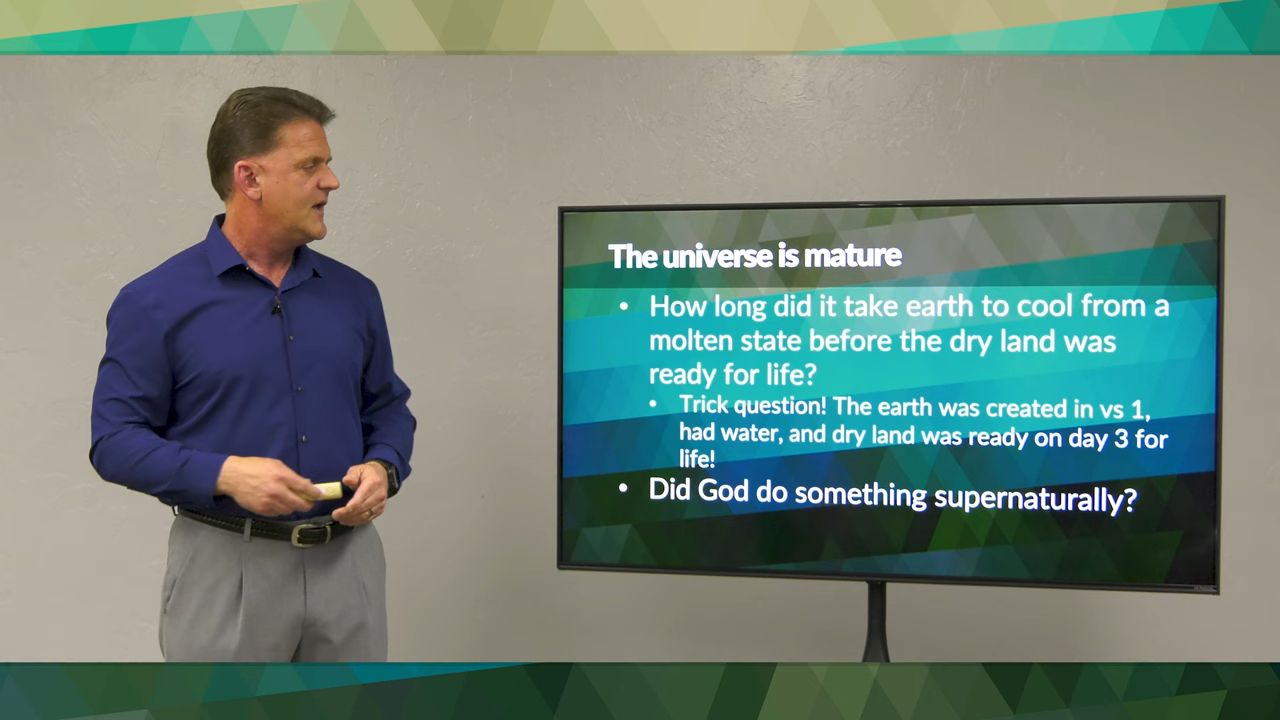 The universe is mature
• How long did it take earth to cool from a
molten state before the dry land was
ready for life?
• Trick question! The earth was created in vs 1,
had water, and dry land was ready on day 3 for
life!
• Did God do something supernaturally?